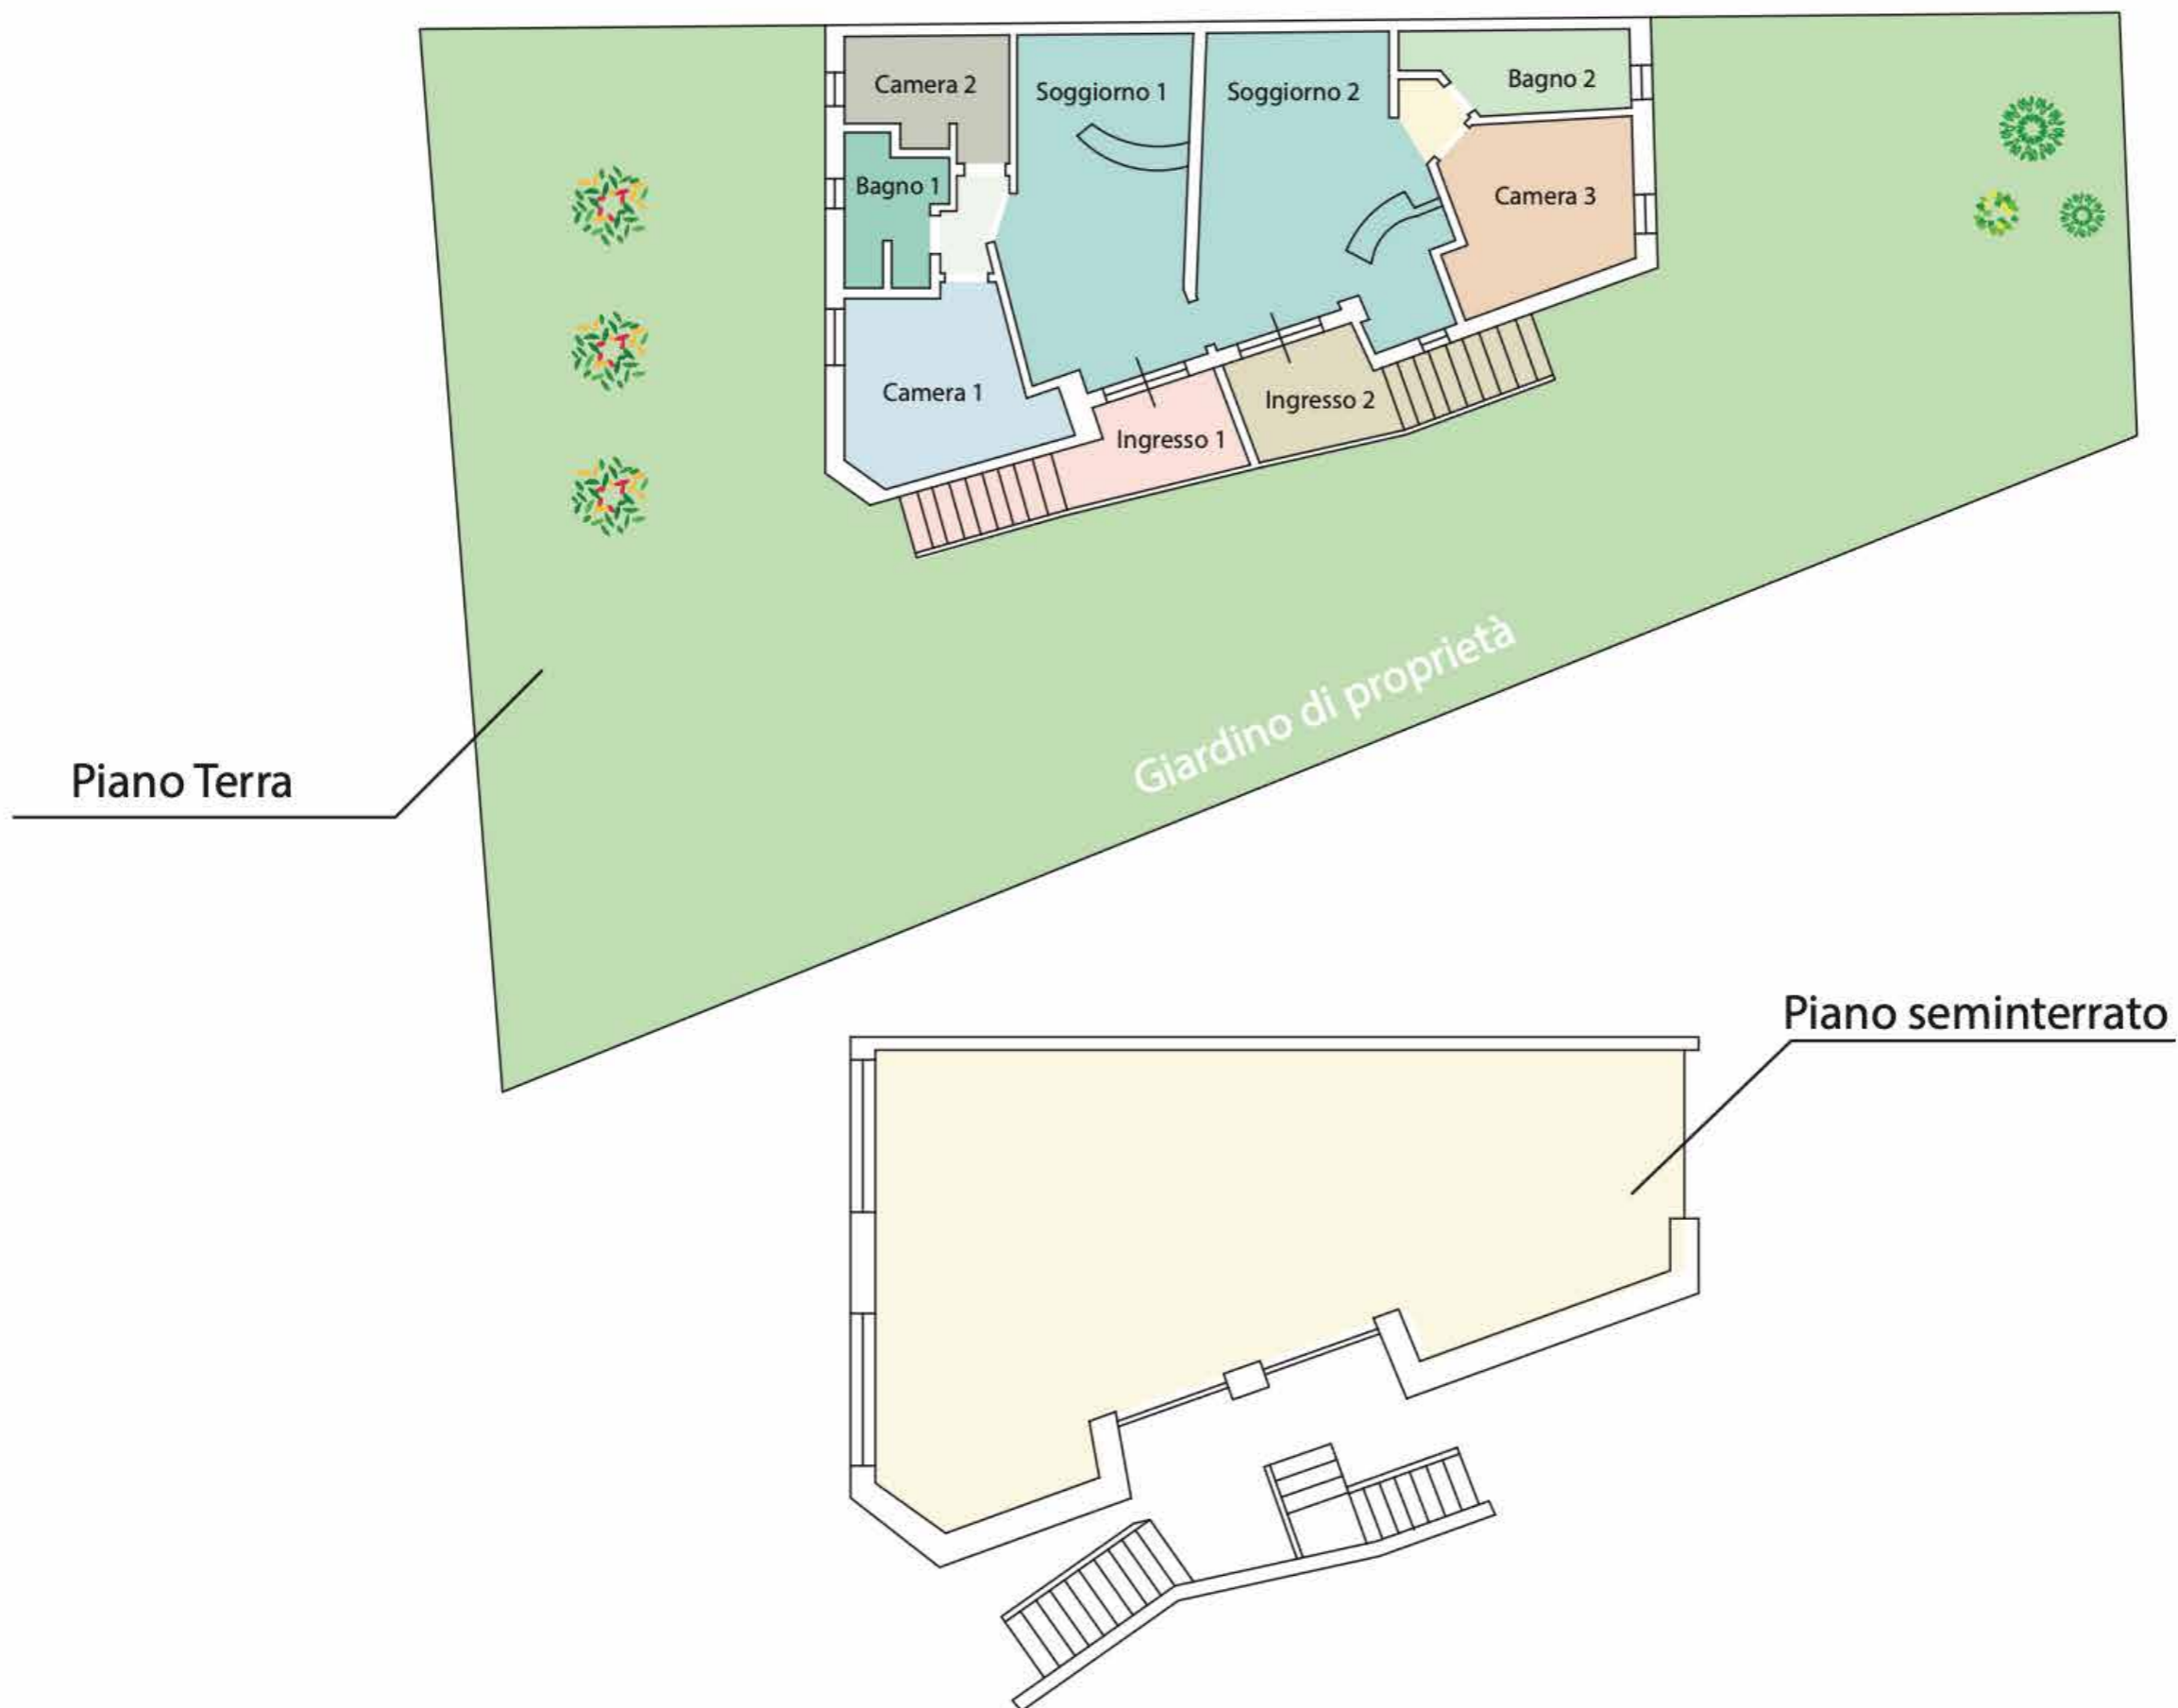 Camera 2
Soggiorno 1
Soggiorno 2
Bagno 2
Bagno 1
Camera 3
Camera 1
Ingresso 2
Ingresso 1
Giardino di proprietà
Piano Terra
Piano seminterrato